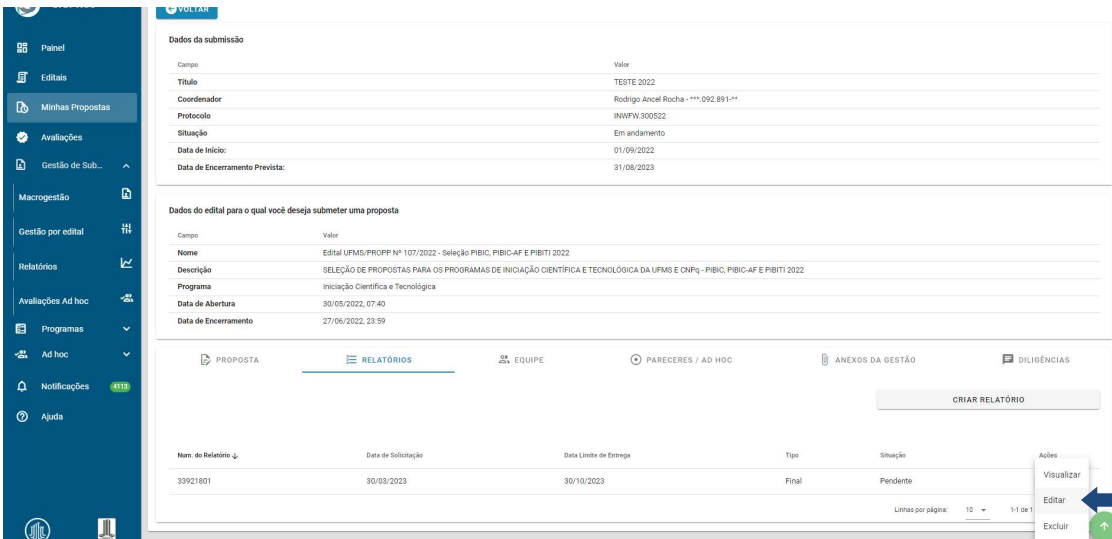 VOLTAR
Painel
Editais
Minhas Propostas
Avaliações
Gestão de Sub...
Macrogestão
Gestão por edital
Relatórios
Avaliações Ad hoc
Programas
Ad hoc
Notificações 4113
Ajuda
Dados da submissão
Campo Valor
Título TESTE 2022
Coordenador Rodrigo Ancel Rocha - ***.092.891-**
Protocolo INWFW.300522
Situação Em andamento
Data de Início: 01/09/2022
Data de Encerramento Prevista: 31/08/2023
Dados do edital para o qual você deseja submeter uma proposta
Campo Valor
Nome Edital UFMS/PROPP Nº 107/2022 - Seleção PIBIC, PIBIC-AF E PIBITI 2022
Descrição SELEÇÃO DE PROPOSTAS PARA OS PROGRAMAS DE INICIAÇÃO CIENTÍFICA E TECNOLÓGICA DA UFMS E CNPq - PIBIC, PIBIC-AF E PIBITI 2022
Programa Iniciação Científica e Tecnológica
Data de Abertura 30/05/2022, 07:40
Data de Encerramento 27/06/2022, 23:59
PROPOSTA RELATÓRIOS EQUIPE PARECERES / AD HOC ANEXOS DA GESTÃO DILIGÊNCIAS
CRIAR RELATÓRIO
Num. do Relatório Data de Solicitação Data Limite de Entrega Tipo Situação Ações
33921801 30/03/2023 30/10/2023 Final Pendente
Visualizar
Editar
Excluir
Linhas por página: 10 1-1 de 1